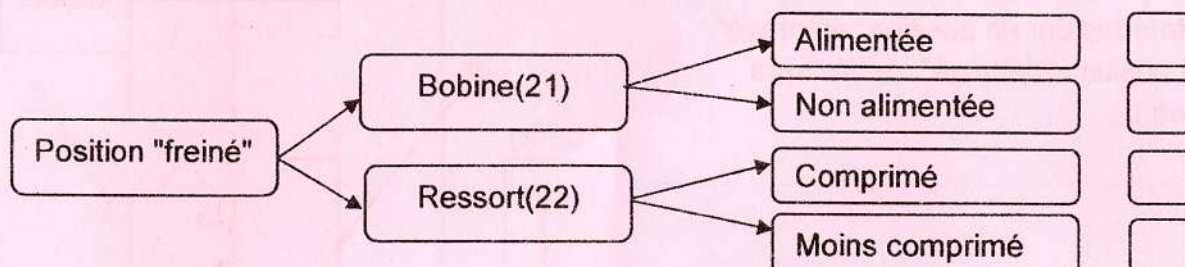 Alimentée
Bobine(21)
Non alimentée
Position "freiné"
Comprimé
Ressort(22)
Moins comprimé